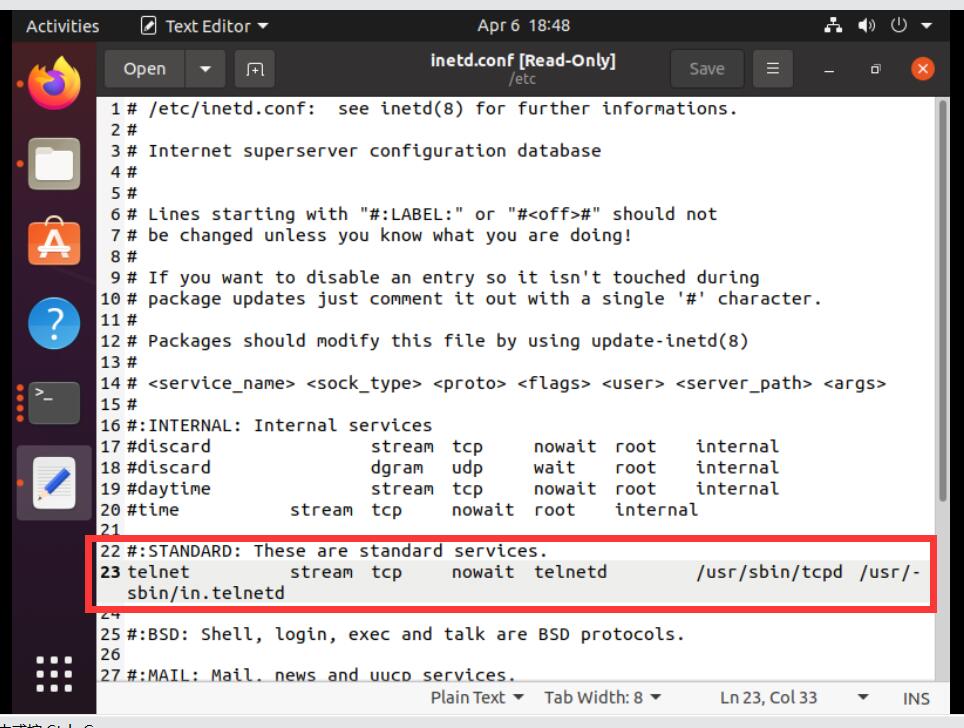 Activities
Text Editor
Apr 6 18:48
Open
inetd.conf [Read-Only]
/etc
Save
1 # /etc/inetd.conf:  see inetd(8) for further informations.
2 #
3 # Internet superserver configuration database
4 #
5 #
6 # Lines starting with "#:LABEL:" or "#<off>#" should not
7 # be changed unless you know what you are doing!
8 #
9 # If you want to disable an entry so it isn't touched during
10 # package updates just comment it out with a single '#' character.
11 #
12 # Packages should modify this file by using update-inetd(8)
13 #
14 # <service_name> <sock_type> <proto> <flags> <user> <server_path> <args>
15 #
16 #:INTERNAL: Internal services
17 #discard stream tcp nowait root internal
18 #discard dgram udp wait root internal
19 #daytime stream tcp nowait root internal
20 #time stream tcp nowait root internal
21
22 #:STANDARD: These are standard services.
23 telnet stream tcp nowait telnetd /usr/sbin/tcpd /usr/-
sbin/in.telnetd
24
25 #:BSD: Shell, login, exec and talk are BSD protocols.
26
27 #:MAIL: Mail, news and uucp services.
Plain Text
Tab Width: 8
Ln 23, Col 33
INS